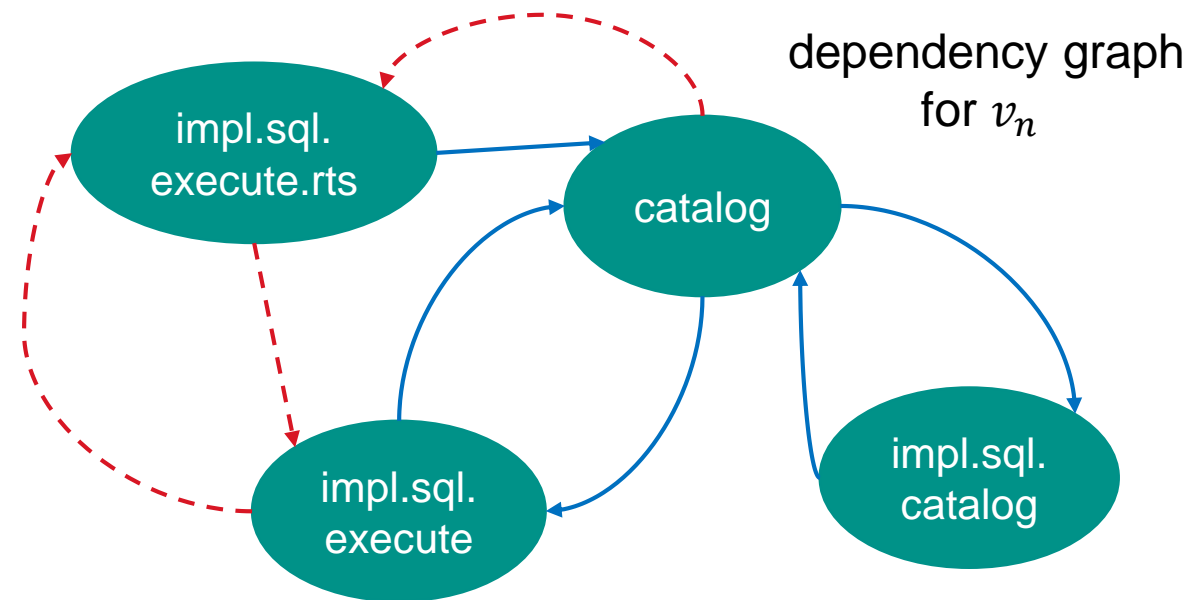 dependency graph
for 𝑣𝑛
impl.sql.
execute.rts
catalog
impl.sql.
execute
impl.sql.
catalog